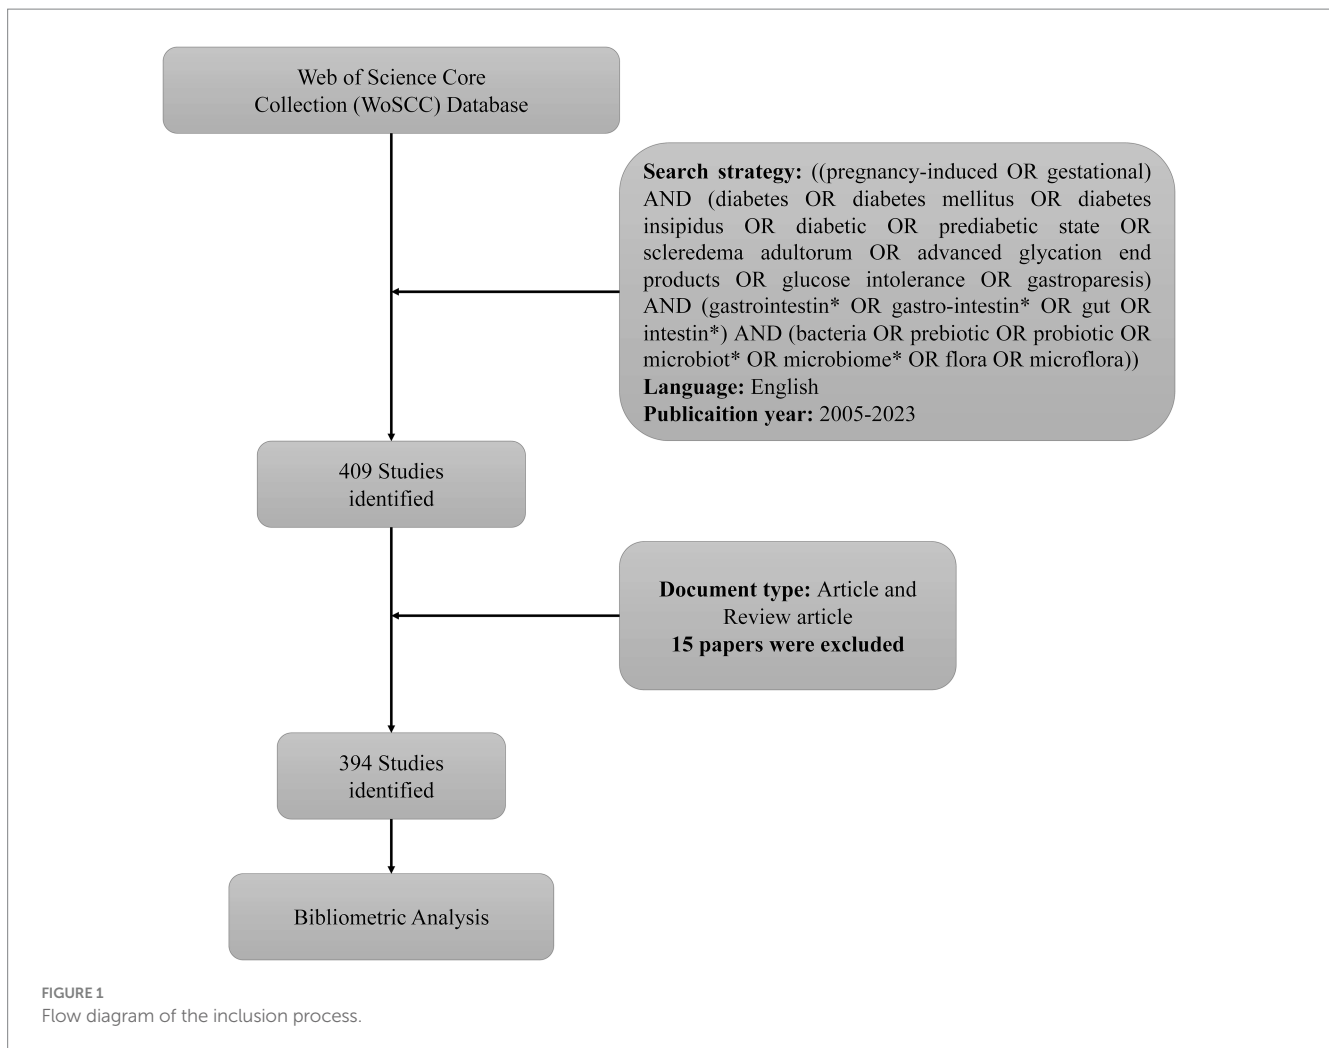 Web of Science Core
Collection (WoSCC) Database
Search strategy: ((pregnancy-induced OR gestational)
AND (diabetes OR diabetes mellitus OR diabetes
insipidus OR diabetic OR prediabetic state OR
scleredema adultorum OR advanced glycation end
products OR glucose intolerance OR gastroparesis)
AND (gastrointestin* OR gastro-intestin* OR gut OR
intestin*) AND (bacteria OR prebiotic OR probiotic OR
microbiot* OR microbiome* OR flora OR microflora))
Language: English
Publicaition year: 2005-2023
409 Studies
identified
Document type: Article and
Review article
15 papers were excluded
394 Studies
identified
Bibliometric Analysis
FIGURE 1
Flow diagram of the inclusion process.